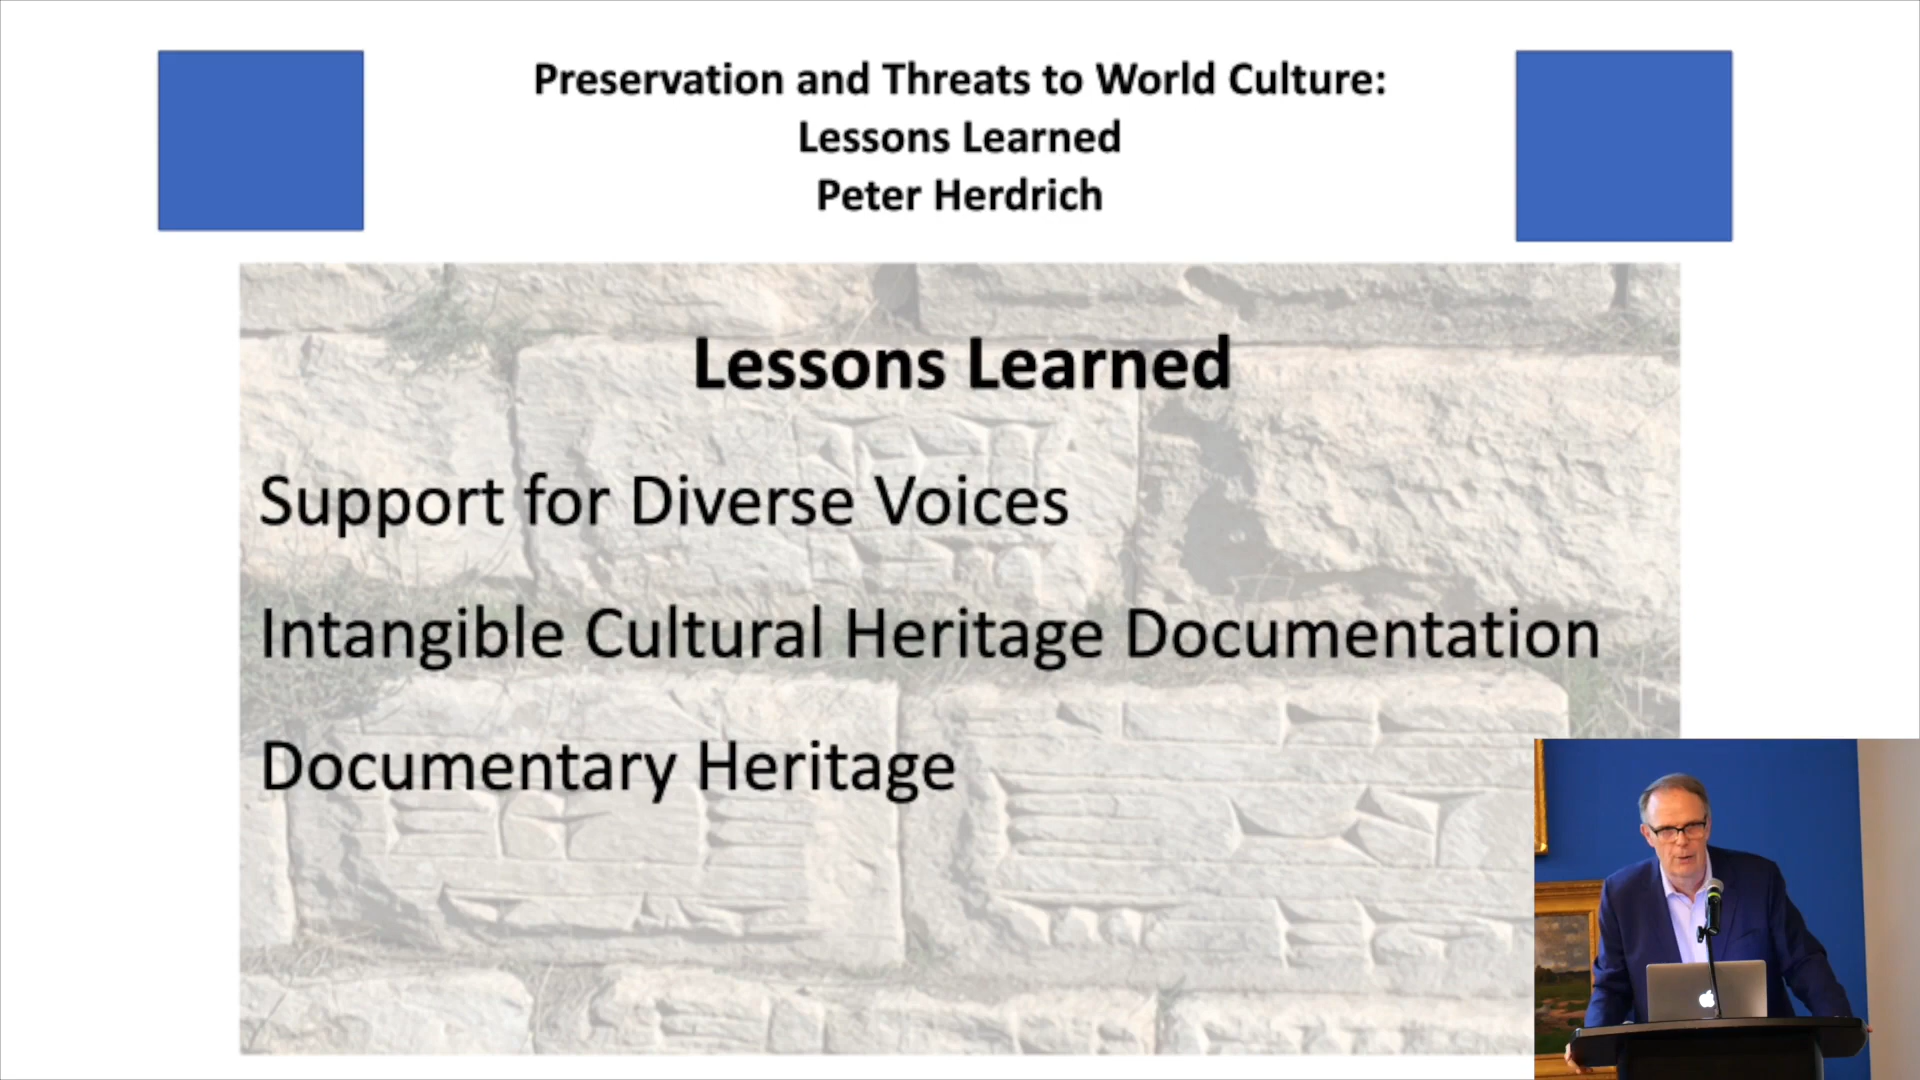 Preservation and Threats to World Culture:
Lessons Learned
Peter Herdrich
Lessons Learned
Support for Diverse Voices
Intangible Cultural Heritage Documentation
Documentary Heritage